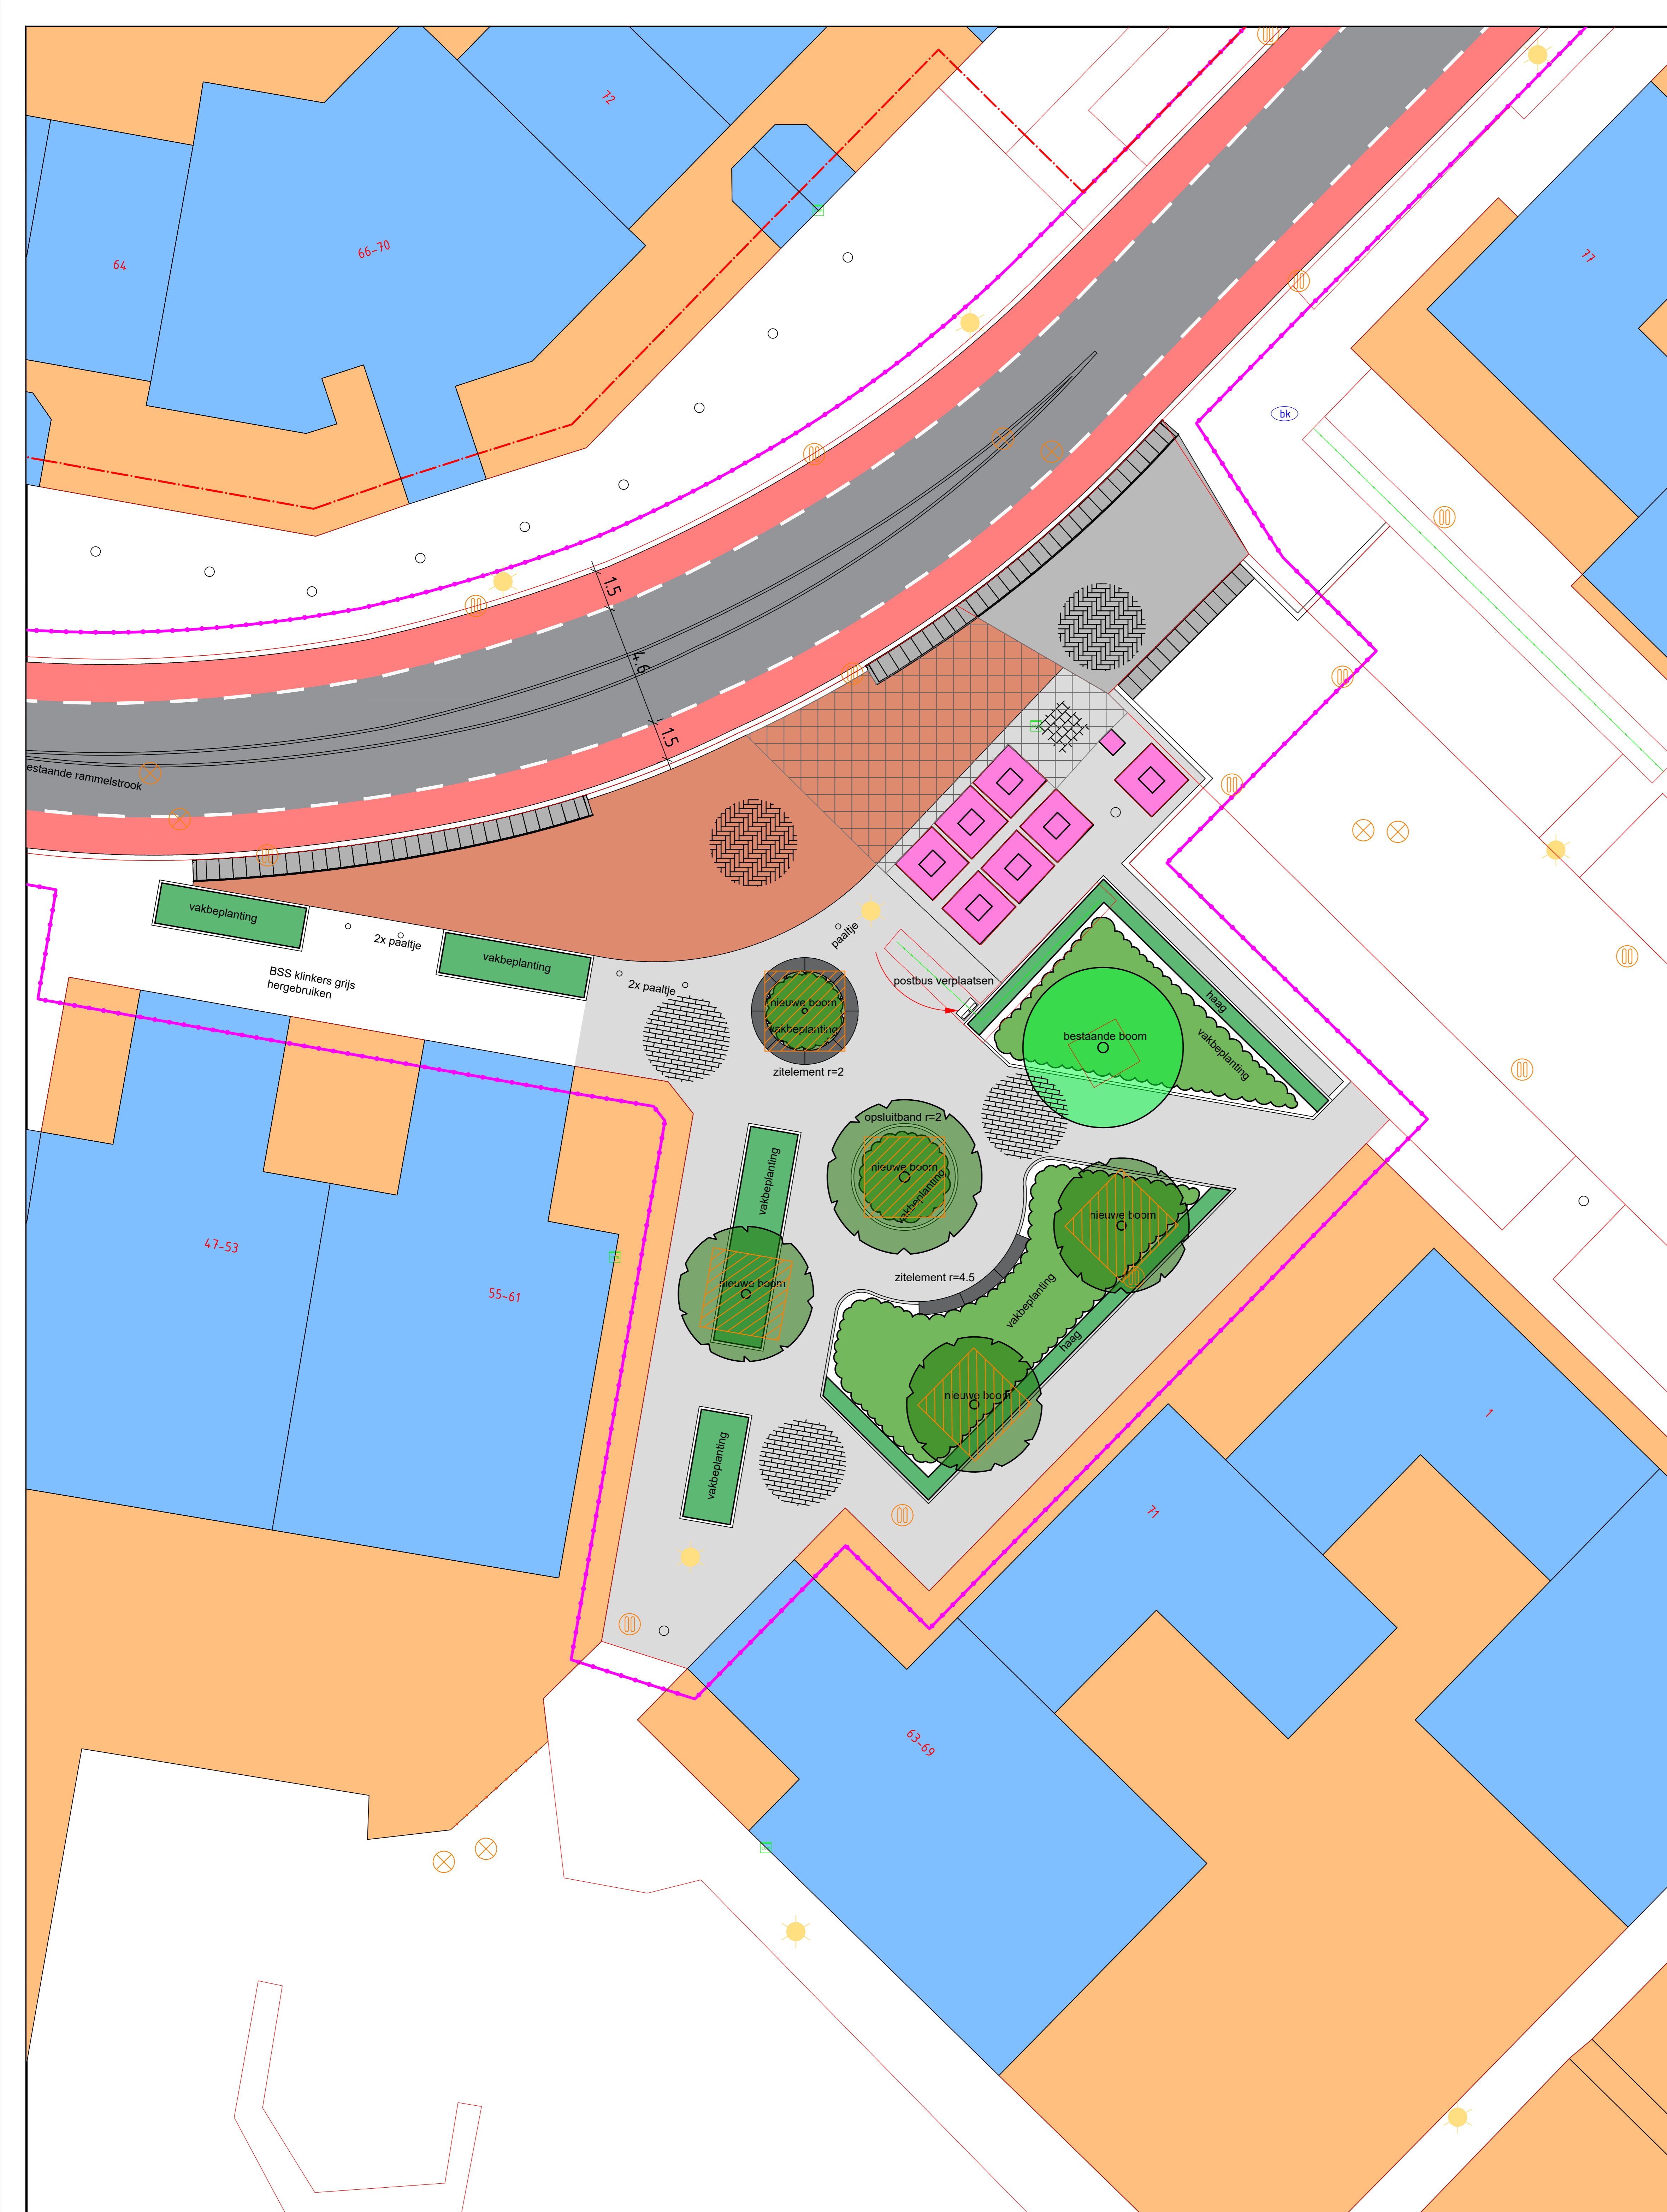 72
66-70
64
77
bk
1.5
4.6
1.5
estaande rammelstrook
vakbeplanting
2x paaltje
vakbeplanting
BSS klinkers grijs
hergebruiken
2x paaltje
paaltje
postbus verplaatsen
nieuwe boom
vakbeplanting
zitelement r=2
haag
bestaande boom
vakbeplanting
opsluitband r=2
nieuwe boom
vakbeplanting
vakbeplanting
nieuwe boom
nieuwe boom
zitelement r=4.5
vakbeplanting
haag
nieuwe boom
vakbeplanting
47-53
55-61
1
71
63-69